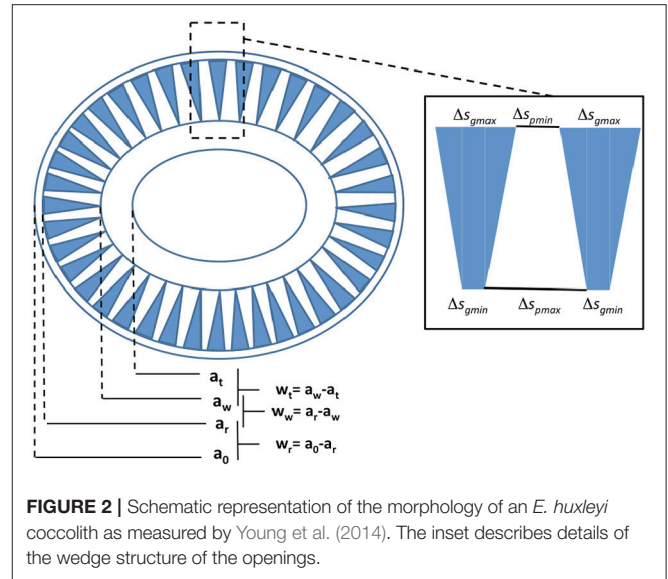 Δs_gmax Δs_pmin Δs_gmax
Δs_gmin Δs_pmax Δs_gmin
a_t
w_t= a_w-a_t
a_w
w_w= a_r-a_w
a_r
w_r= a_0-a_r
a_0
FIGURE 2 | Schematic representation of the morphology of an E. huxleyi
coccolith as measured by Young et al. (2014). The inset describes details of
the wedge structure of the openings.